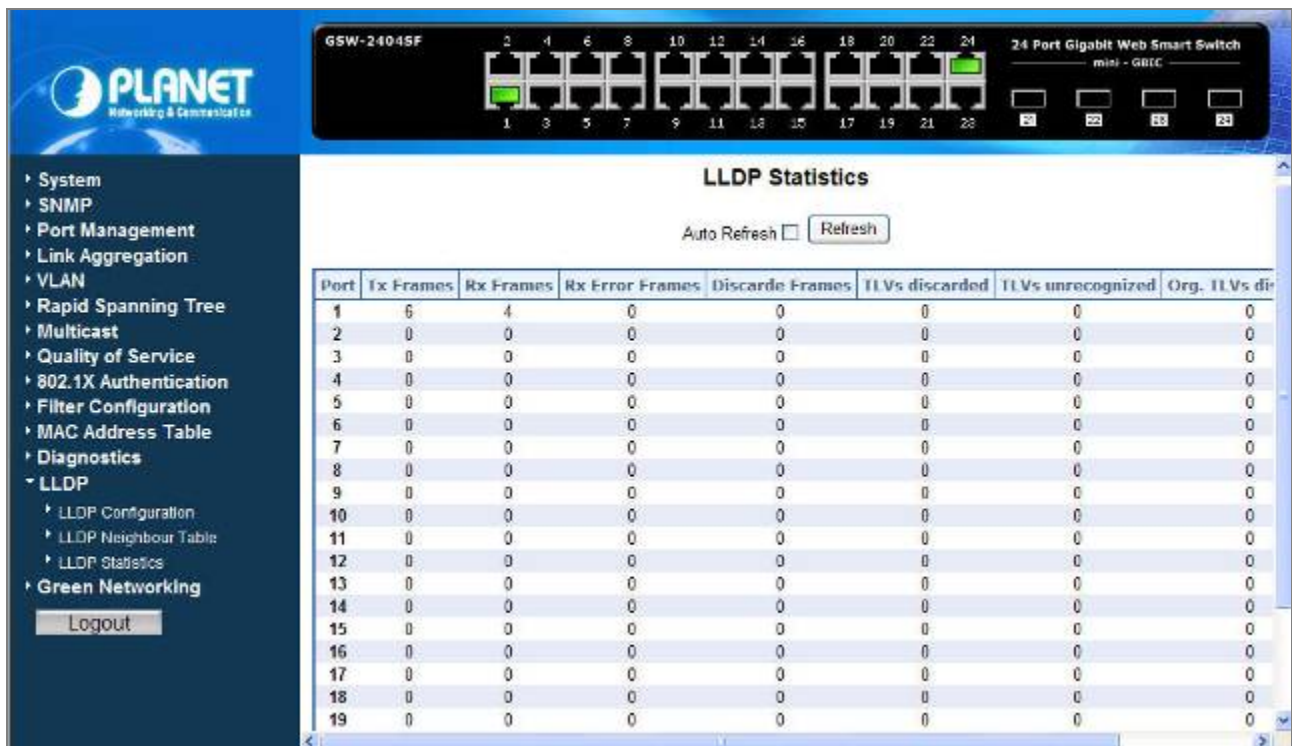 PLANET
Networking & Communication
GSW-2404SF
2 4 6 8 10 12 14 16 18 20 22 24
1 3 5 7 9 11 13 15 17 19 21 23
24 Port Gigabit Web Smart Switch
mini - GBIC
21 22 23 24
System
SNMP
Port Management
Link Aggregation
VLAN
Rapid Spanning Tree
Multicast
Quality of Service
802.1X Authentication
Filter Configuration
MAC Address Table
Diagnostics
LLDP
LLDP Configuration
LLDP Neighbour Table
LLDP Statistics
Green Networking
Logout
LLDP Statistics
Auto Refresh Refresh
Port Tx Frames Rx Frames Rx Error Frames Discarde Frames TLVs discarded TLVs unrecognized Org. TLVs dis
1 6 4 0 0 0 0 0
2 0 0 0 0 0 0 0
3 0 0 0 0 0 0 0
4 0 0 0 0 0 0 0
5 0 0 0 0 0 0 0
6 0 0 0 0 0 0 0
7 0 0 0 0 0 0 0
8 0 0 0 0 0 0 0
9 0 0 0 0 0 0 0
10 0 0 0 0 0 0 0
11 0 0 0 0 0 0 0
12 0 0 0 0 0 0 0
13 0 0 0 0 0 0 0
14 0 0 0 0 0 0 0
15 0 0 0 0 0 0 0
16 0 0 0 0 0 0 0
17 0 0 0 0 0 0 0
18 0 0 0 0 0 0 0
19 0 0 0 0 0 0 0